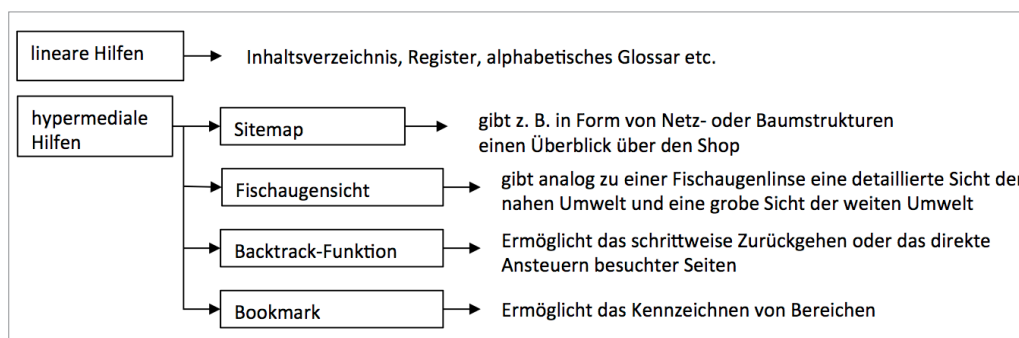 lineare Hilfen
Inhaltsverzeichnis, Register, alphabetisches Glossar etc.
hypermediale
Hilfen
Sitemap
gibt z. B. in Form von Netz- oder Baumstrukturen
einen Überblick über den Shop
Fischaugensicht
gibt analog zu einer Fischaugenlinse eine detaillierte Sicht der
nahen Umwelt und eine grobe Sicht der weiten Umwelt
Backtrack-Funktion
Ermöglicht das schrittweise Zurückgehen oder das direkte
Ansteuern besuchter Seiten
Bookmark
Ermöglicht das Kennzeichnen von Bereichen